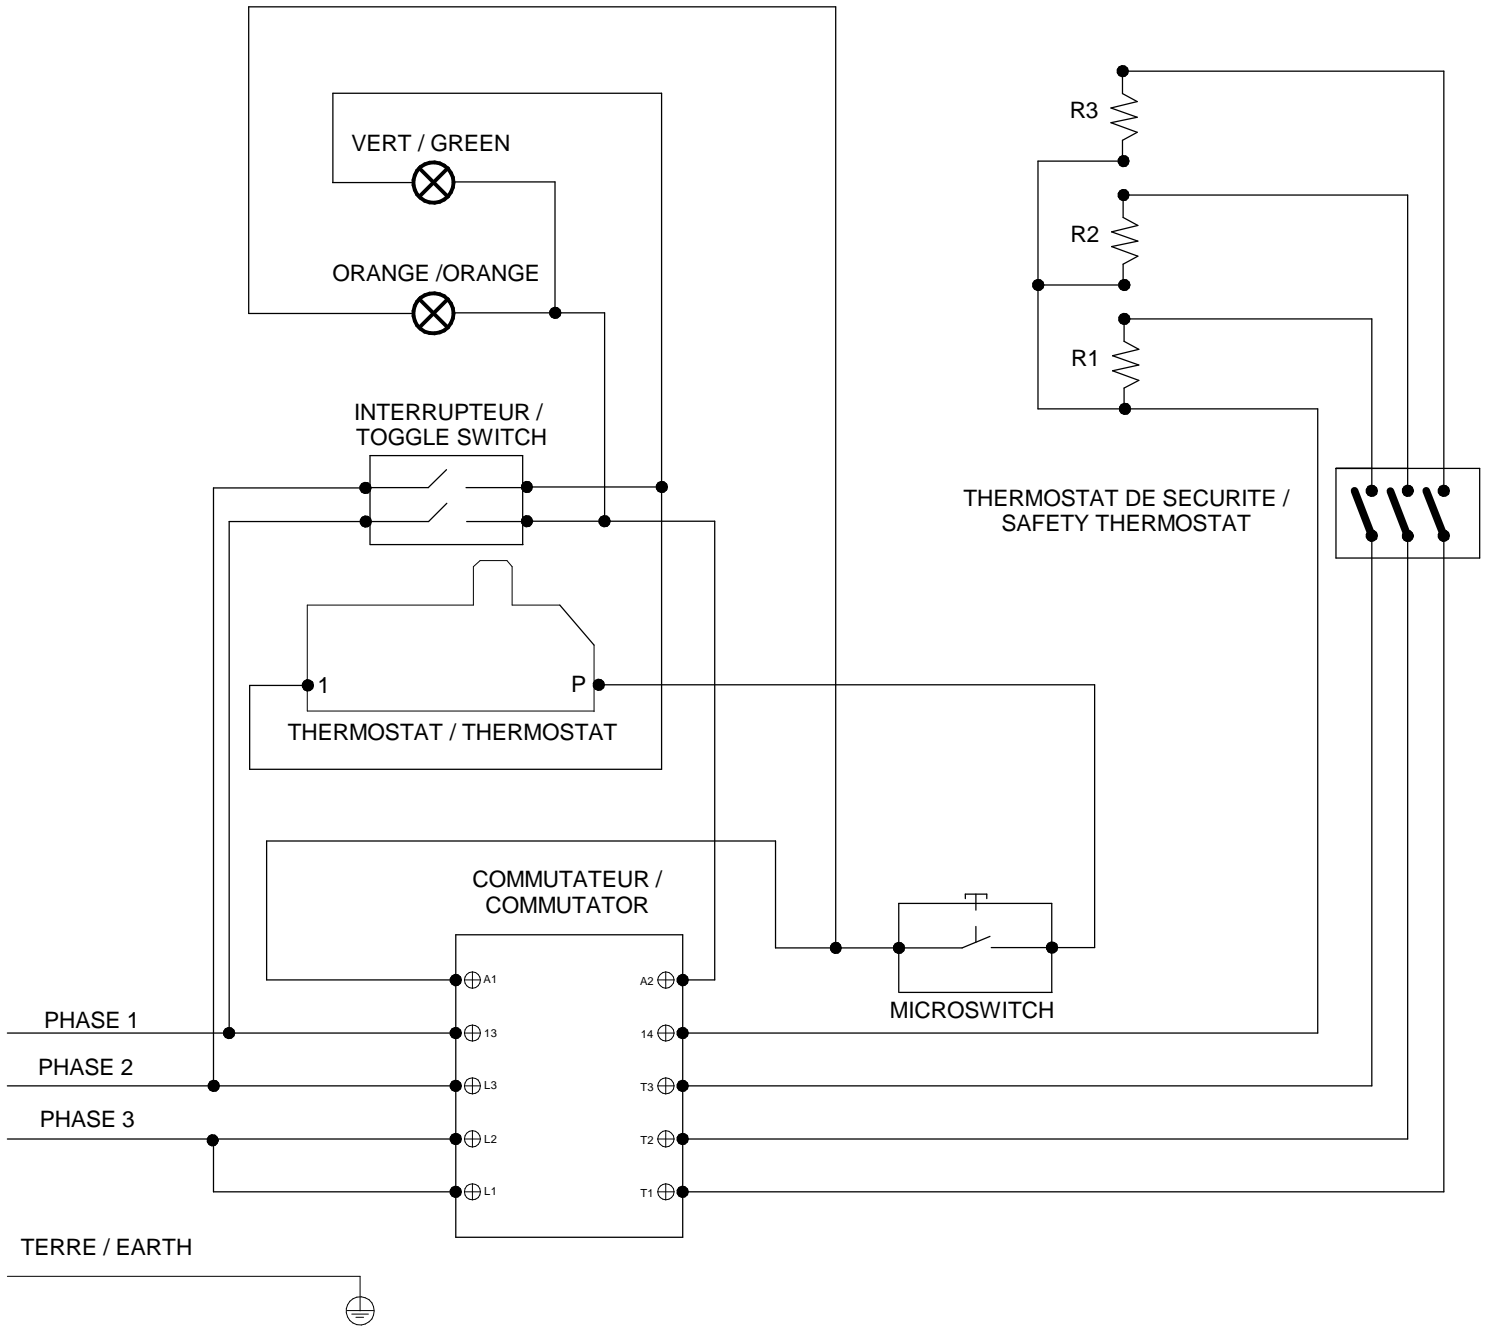 VERT / GREEN
ORANGE /ORANGE
INTERRUPTEUR /
TOGGLE SWITCH
1
P
THERMOSTAT / THERMOSTAT
R3
R2
R1
THERMOSTAT DE SECURITE /
SAFETY THERMOSTAT
COMMUTATEUR /
COMMUTATOR
A1
A2
13
14
L3
T3
L2
T2
L1
T1
MICROSWITCH
PHASE 1
PHASE 2
PHASE 3
TERRE / EARTH